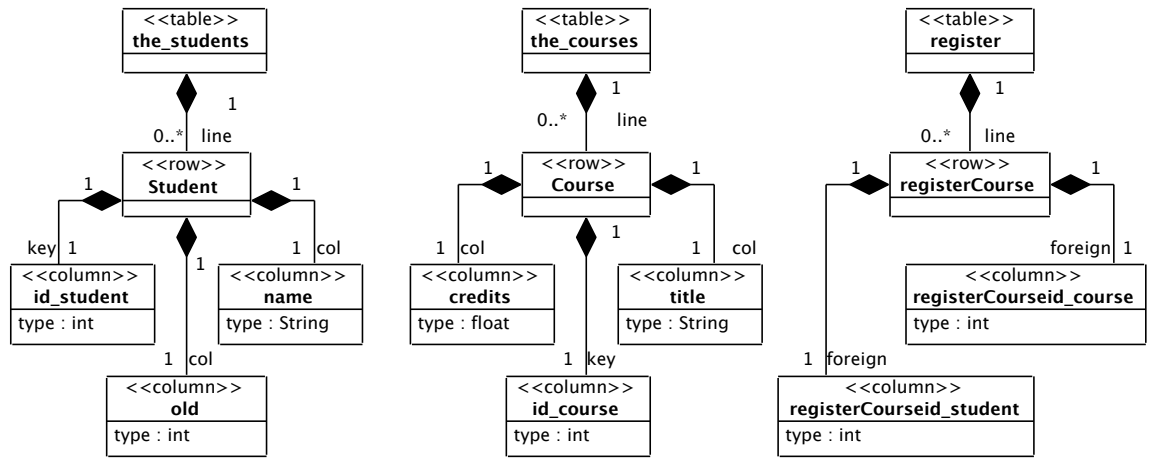 <<table>>
the_students
1
0..* line
<<row>>
Student
1
1
key 1
1
1 col
<<column>>
id_student
type : int
<<column>>
name
type : String
1 col
<<column>>
old
type : int
<<table>>
the_courses
1
0..* line
<<row>>
Course
1
1
1 col
1
1 col
<<column>>
credits
type : float
<<column>>
title
type : String
1 key
<<column>>
id_course
type : int
<<table>>
register
1
0..* line
<<row>>
registerCourse
1
1
foreign 1
<<column>>
registerCourseid_course
type : int
1 foreign
<<column>>
registerCourseid_student
type : int